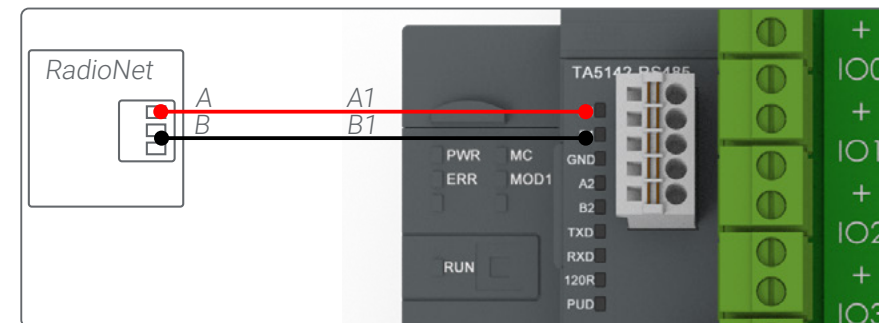 RadioNet
A A1
B B1
TA5142-RS485
GND
A2
B2
TXD
RXD
120R
PUD
PWR MC
ERR MOD1
RUN
+
IO0
+
IO1
+
IO2
+
IO3